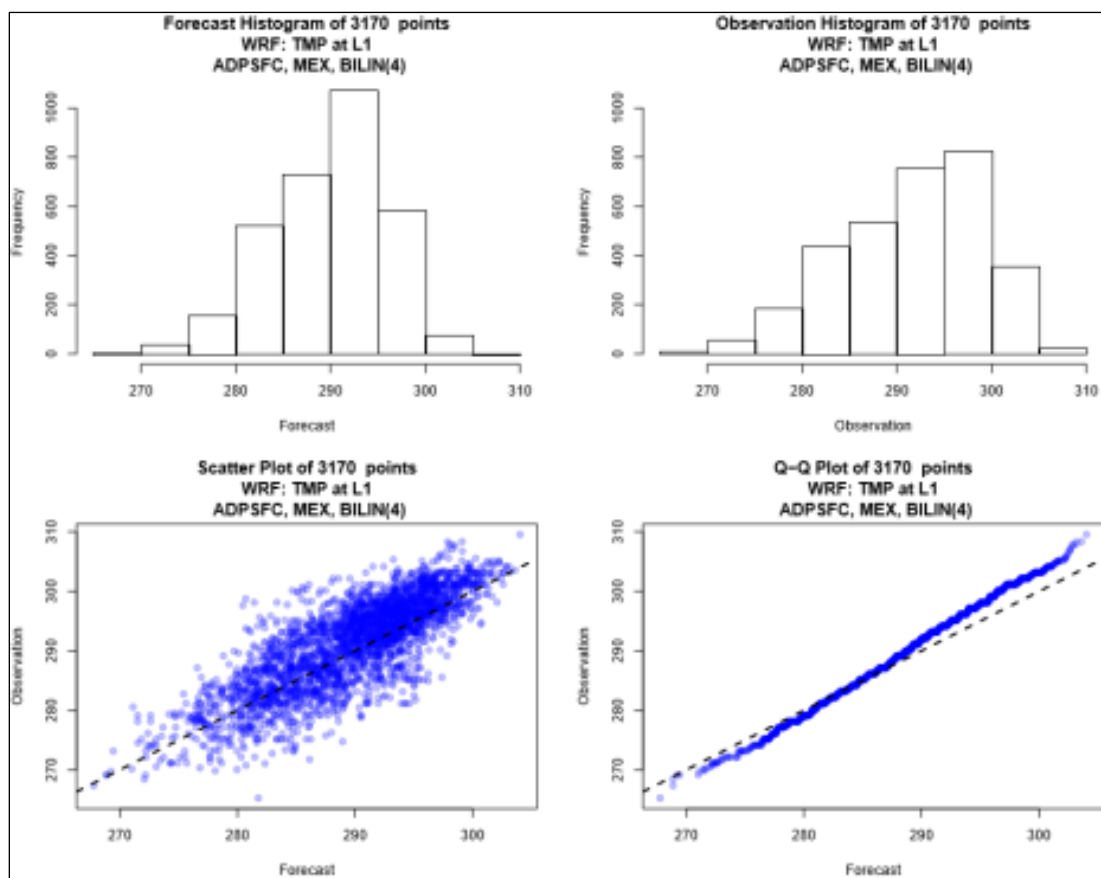 Forecast Histogram of 3170 points
WRF: TMP at L1
ADPSFC, MEX, BILIN(4)
Frequency
0
200
400
600
800
1000
270
280
290
300
310
Forecast
Observation Histogram of 3170 points
WRF: TMP at L1
ADPSFC, MEX, BILIN(4)
Frequency
0
200
400
600
800
1000
270
280
290
300
310
Observation
Scatter Plot of 3170 points
WRF: TMP at L1
ADPSFC, MEX, BILIN(4)
Observation
270
280
290
300
310
270
280
290
300
Forecast
Q-Q Plot of 3170 points
WRF: TMP at L1
ADPSFC, MEX, BILIN(4)
Observation
270
280
290
300
310
270
280
290
300
Forecast